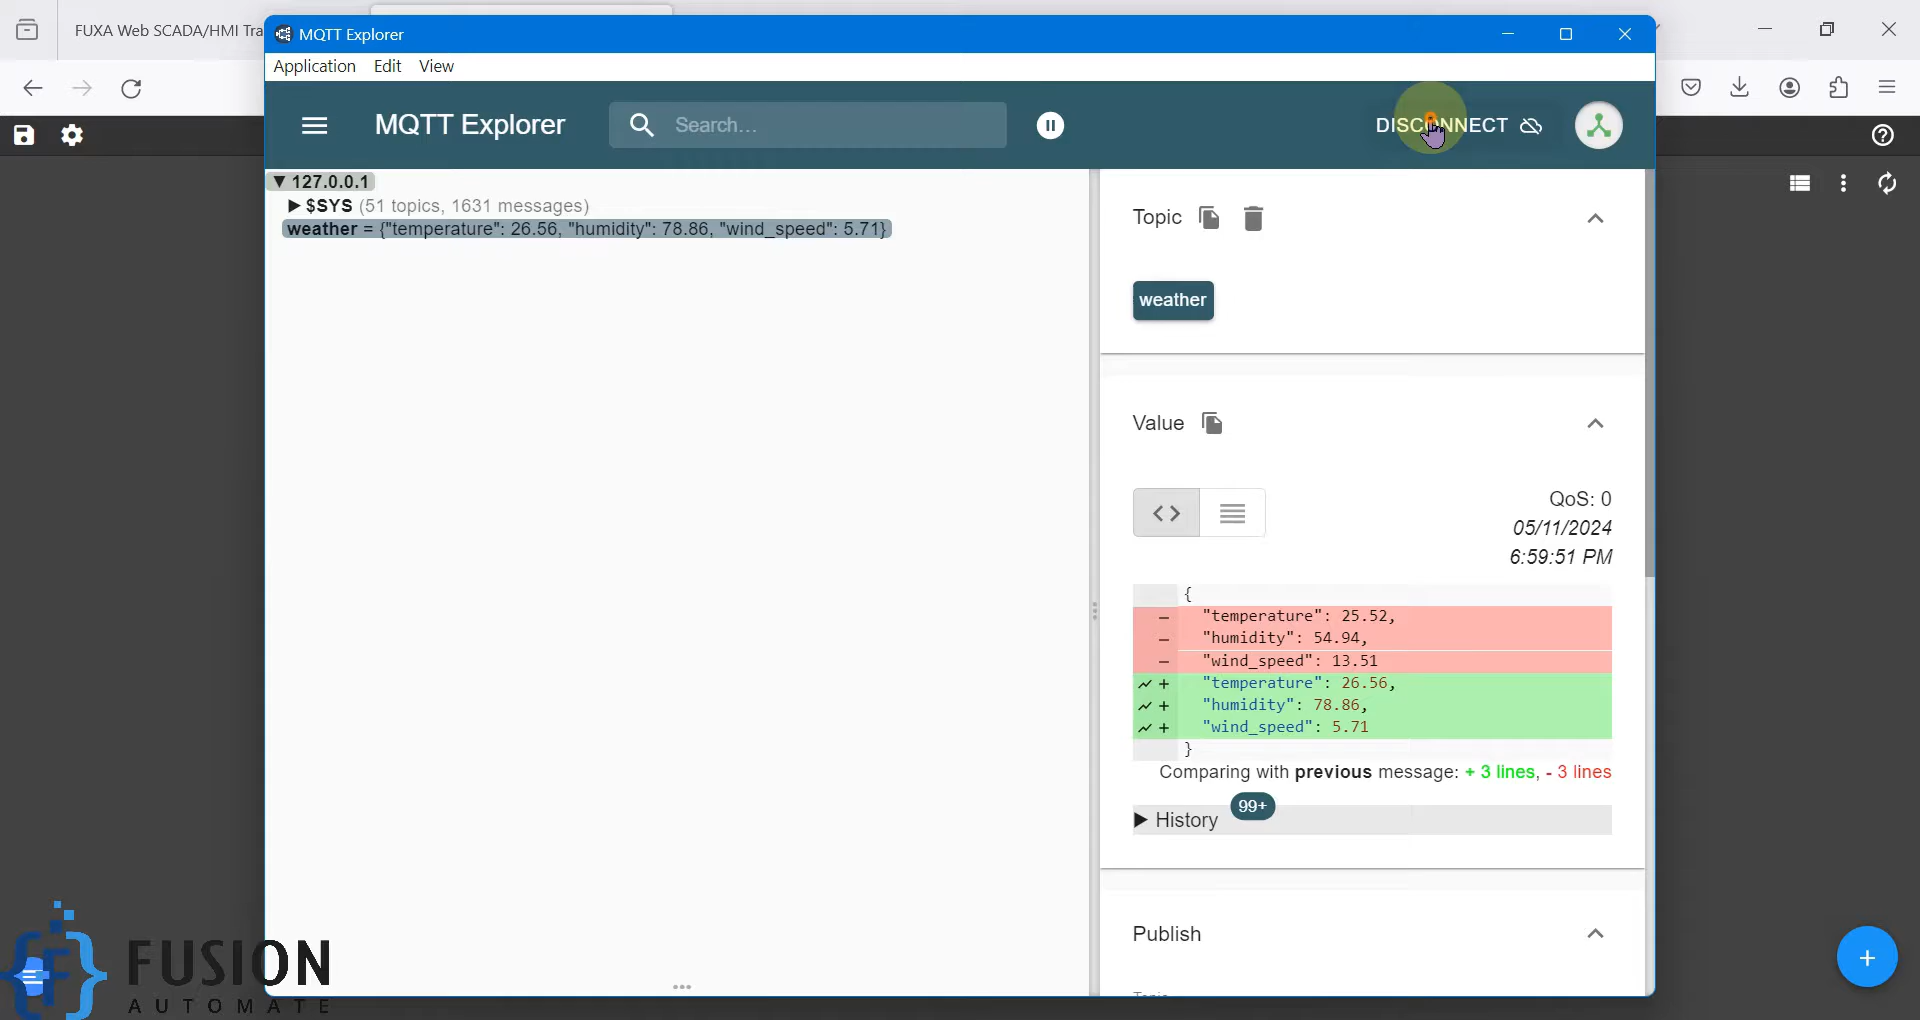 FUXA Web SCADA/HMI Tra
MQTT Explorer
Application Edit View
MQTT Explorer
Search...
DISCONNECT
▼ 127.0.0.1
▶ $SYS (51 topics, 1631 messages)
weather = {"temperature": 26.56, "humidity": 78.86, "wind_speed": 5.71}
Topic
weather
Value
QoS: 0
05/11/2024
6:59:51 PM
{
- "temperature": 25.52,
- "humidity": 54.94,
- "wind_speed": 13.51
+ "temperature": 26.56,
+ "humidity": 78.86,
+ "wind_speed": 5.71
}
Comparing with previous message: + 3 lines, - 3 lines
▶ History 99+
Publish
FUSION
AUTOMATE